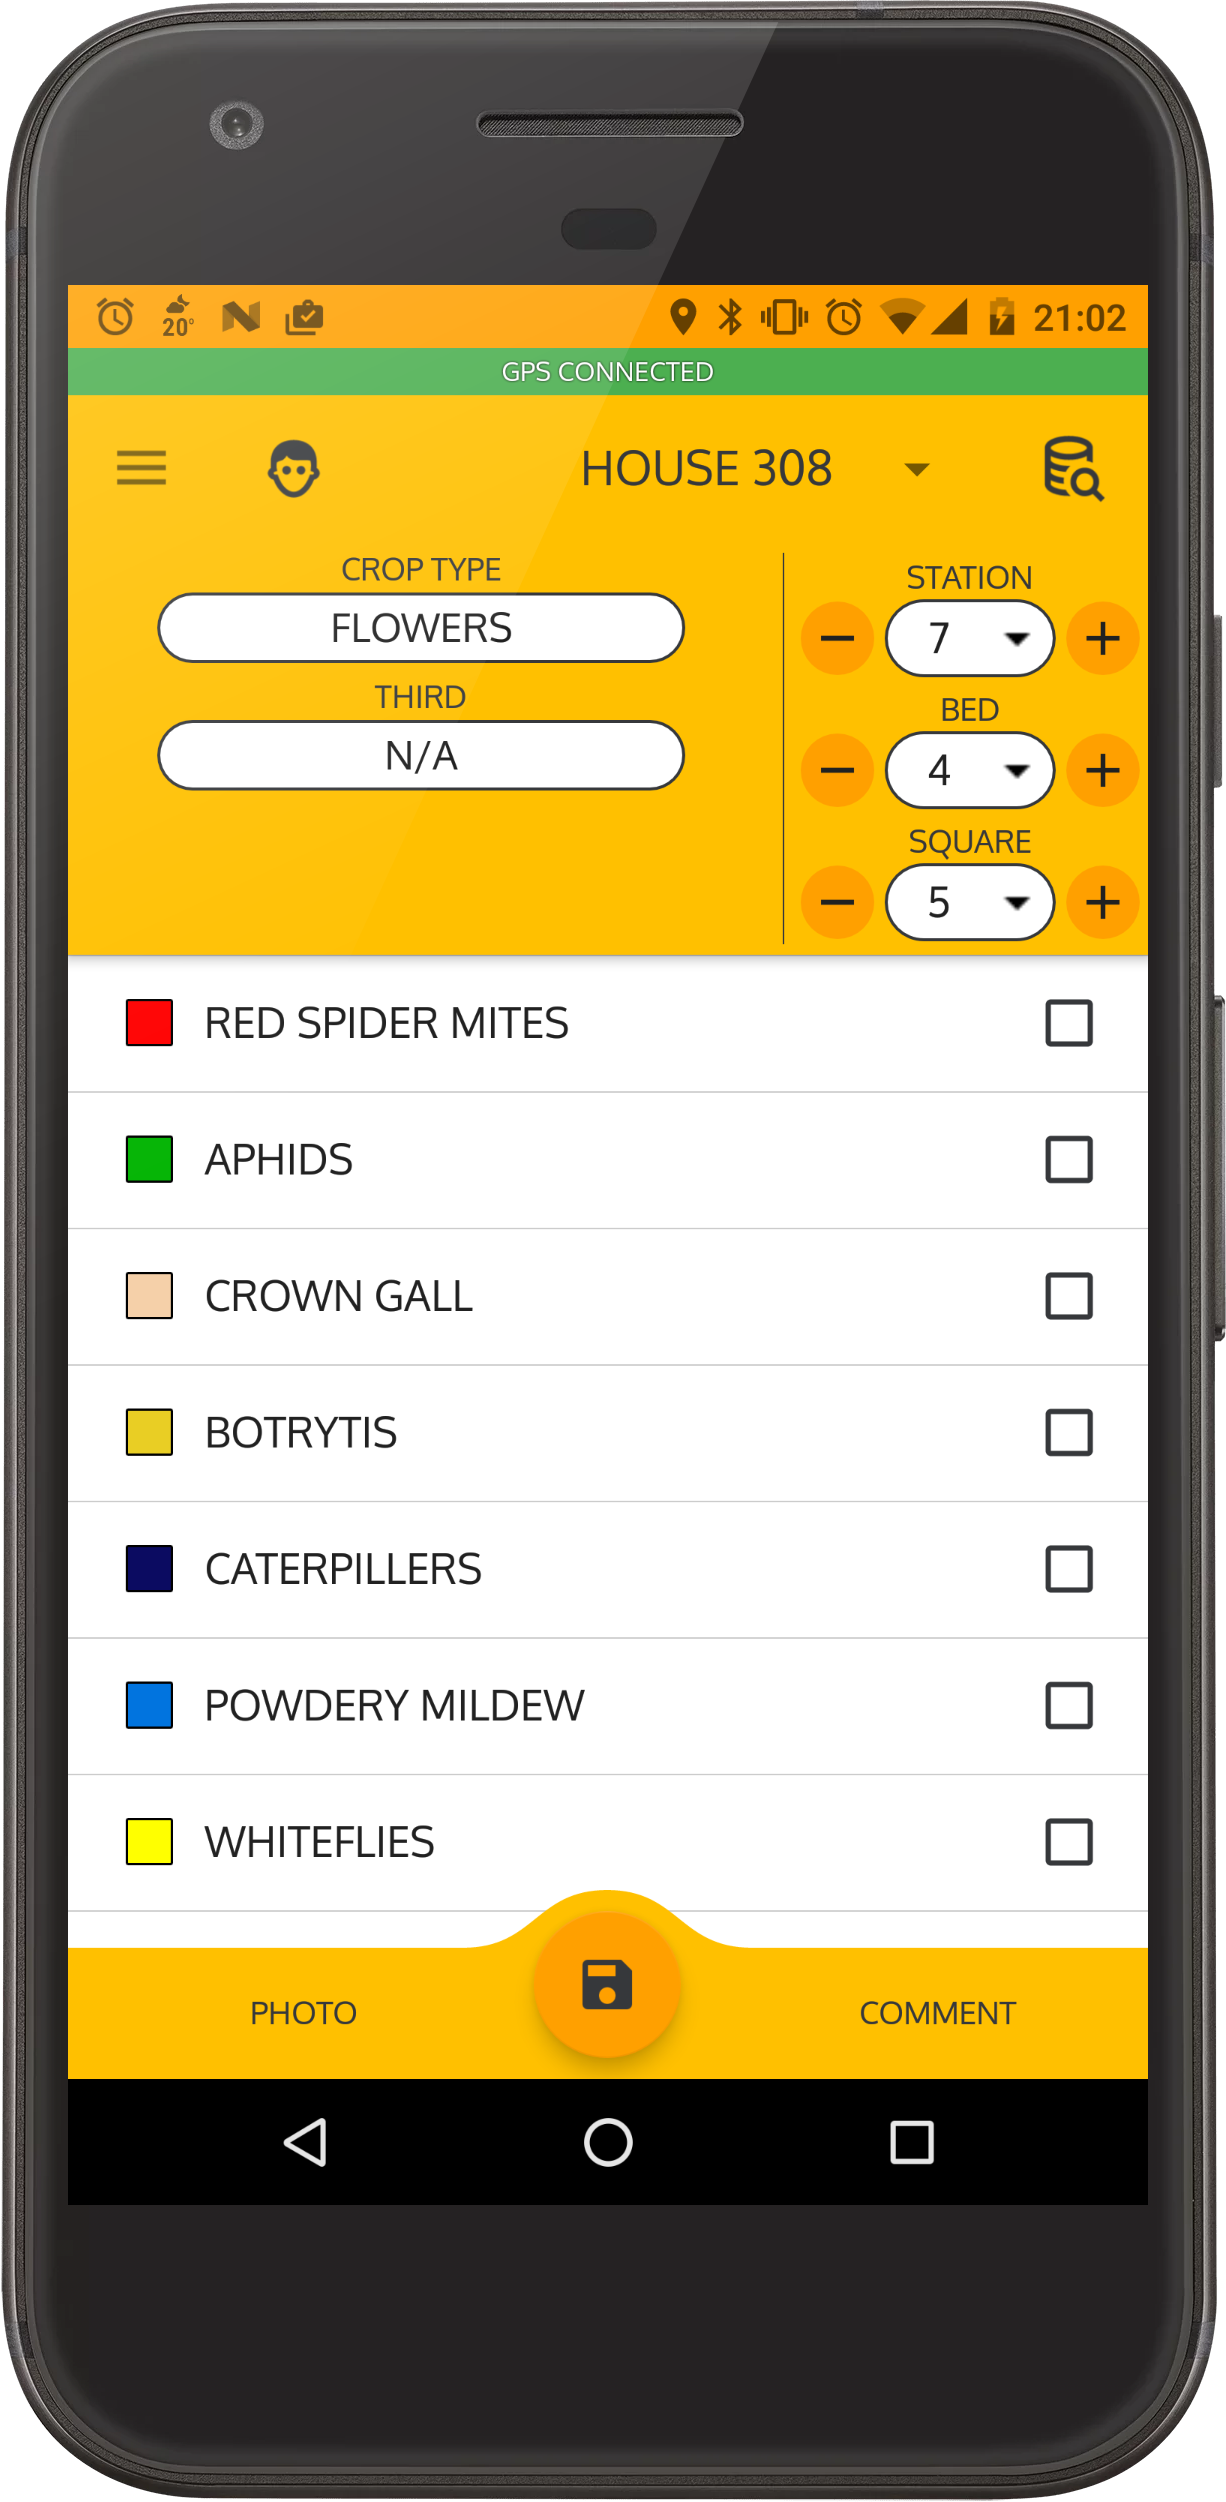 20°
21:02
GPS CONNECTED
HOUSE 308
CROP TYPE
FLOWERS
THIRD
N/A
STATION
7
BED
4
SQUARE
5
RED SPIDER MITES
APHIDS
CROWN GALL
BOTRYTIS
CATERPILLERS
POWDERY MILDEW
WHITEFLIES
PHOTO
COMMENT